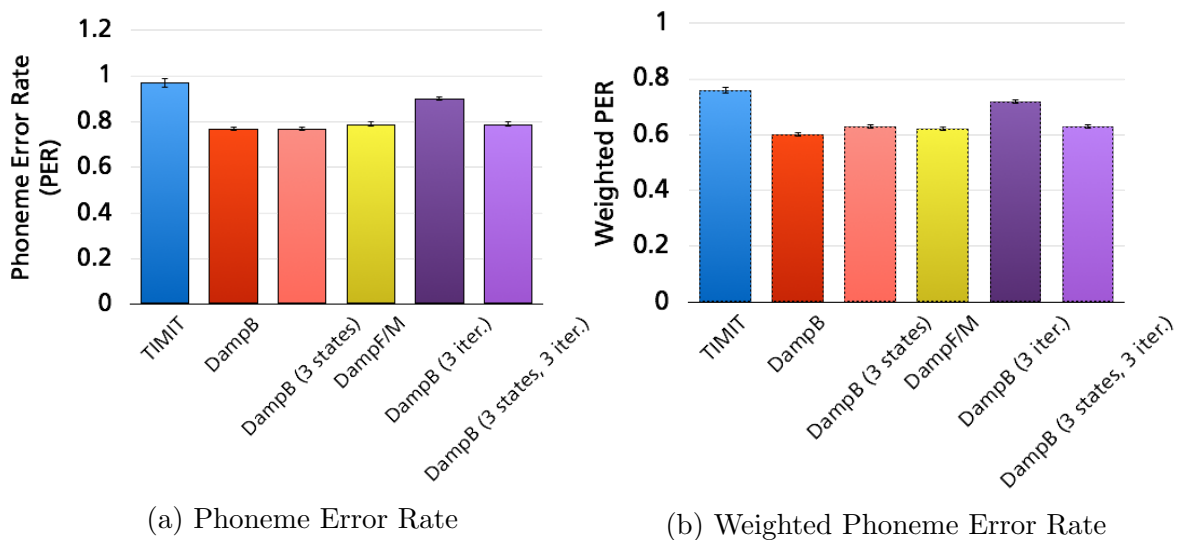 1.2
1
0.8
0.6
0.4
0.2
0
Phoneme Error Rate
(PER)
TIMIT
DampB
DampB (3 states)
DampF/M
DampB (3 iter.)
DampB (3 states, 3 iter.)
(a) Phoneme Error Rate
1
0.8
0.6
0.4
0.2
0
Weighted PER
TIMIT
DampB
DampB (3 states)
DampF/M
DampB (3 iter.)
DampB (3 states, 3 iter.)
(b) Weighted Phoneme Error Rate